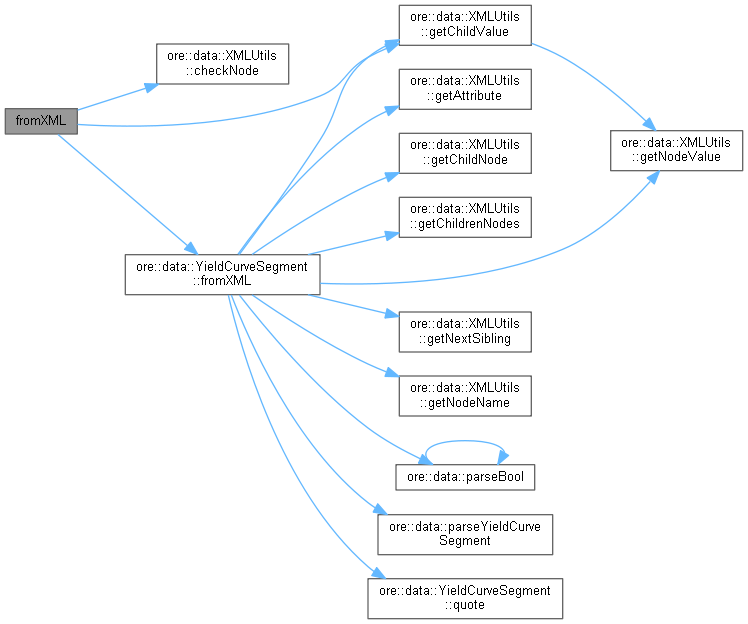 fromXML
ore::data::XMLUtils
::checkNode
ore::data::YieldCurveSegment
::fromXML
ore::data::XMLUtils
::getChildValue
ore::data::XMLUtils
::getAttribute
ore::data::XMLUtils
::getChildNode
ore::data::XMLUtils
::getChildrenNodes
ore::data::XMLUtils
::getNextSibling
ore::data::XMLUtils
::getNodeName
ore::data::parseBool
ore::data::parseYieldCurve
Segment
ore::data::YieldCurveSegment
::quote
ore::data::XMLUtils
::getNodeValue